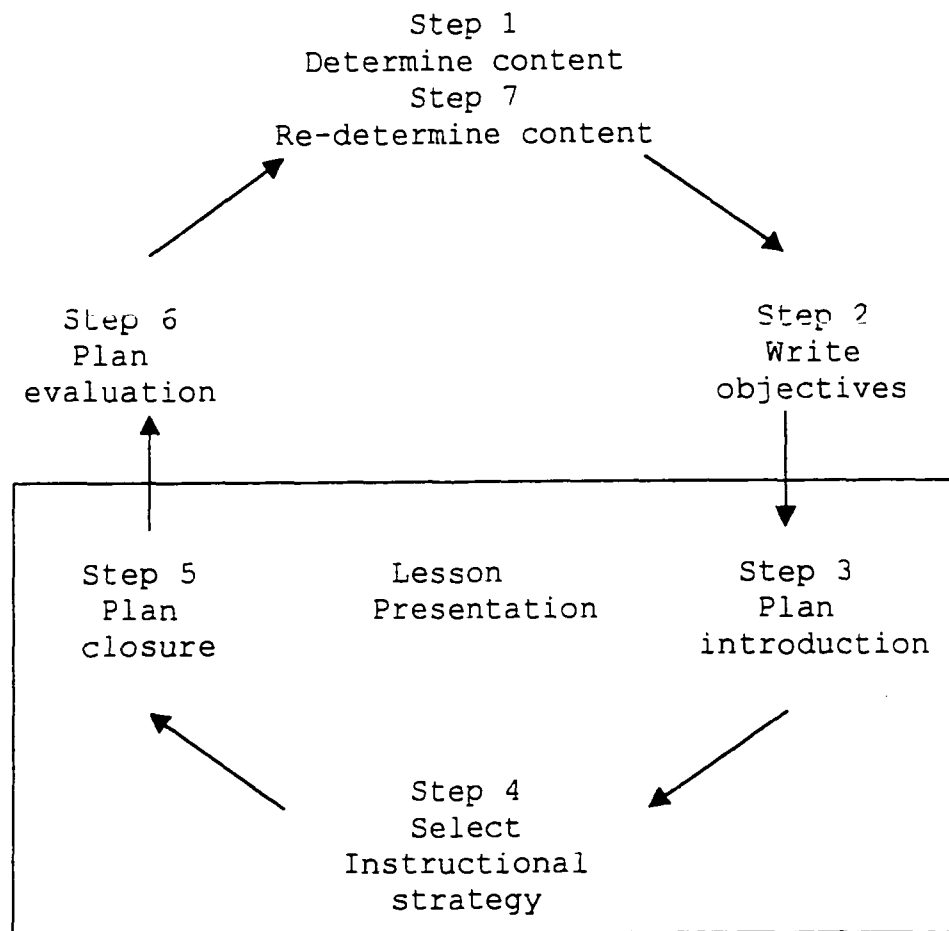 Step 1
Determine content
Step 7
Re-determine content
Step 6
Plan
evaluation
Step 2
Write
objectives
Step 5
Plan
closure
Lesson
Presentation
Step 3
Plan
introduction
Step 4
Select
Instructional
strategy